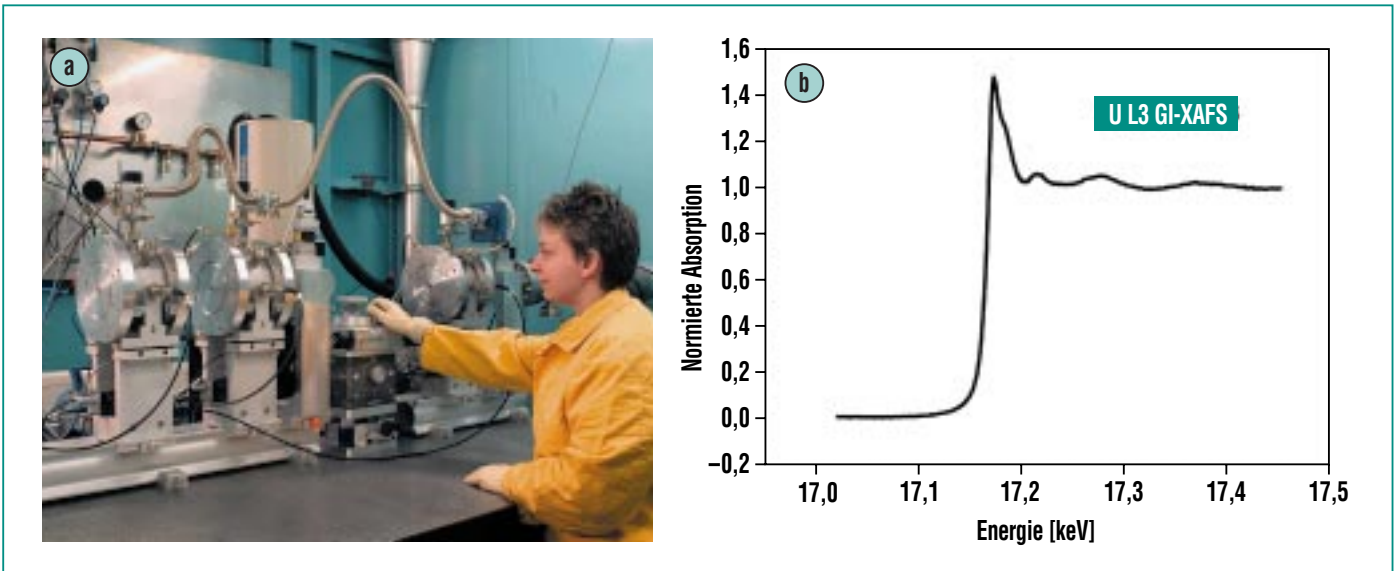 a
b
U L3 GI-XAFS
Normierte Absorption
1,6
1,4
1,2
1,0
0,8
0,6
0,4
0,2
0,0
–0,2
17,0 17,1 17,2 17,3 17,4 17,5
Energie [keV]